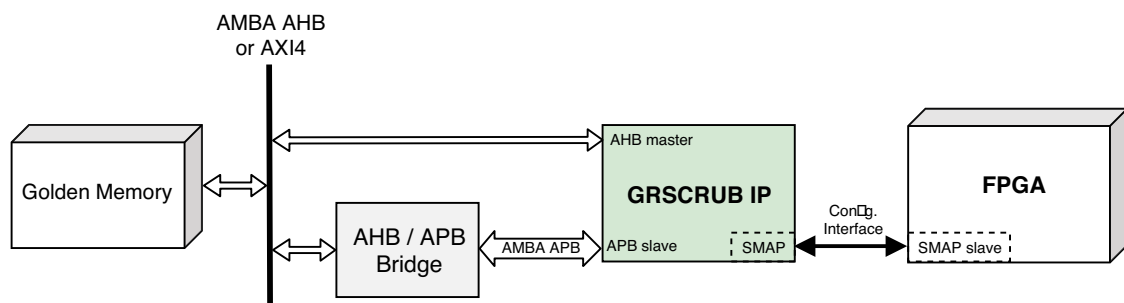 AMBA AHB
or AXI4
Golden Memory
AHB master
GRSCRUB IP
FPGA
AHB / APB
Bridge
AMBA APB
APB slave
SMAP
Con□g.
Interface
SMAP slave